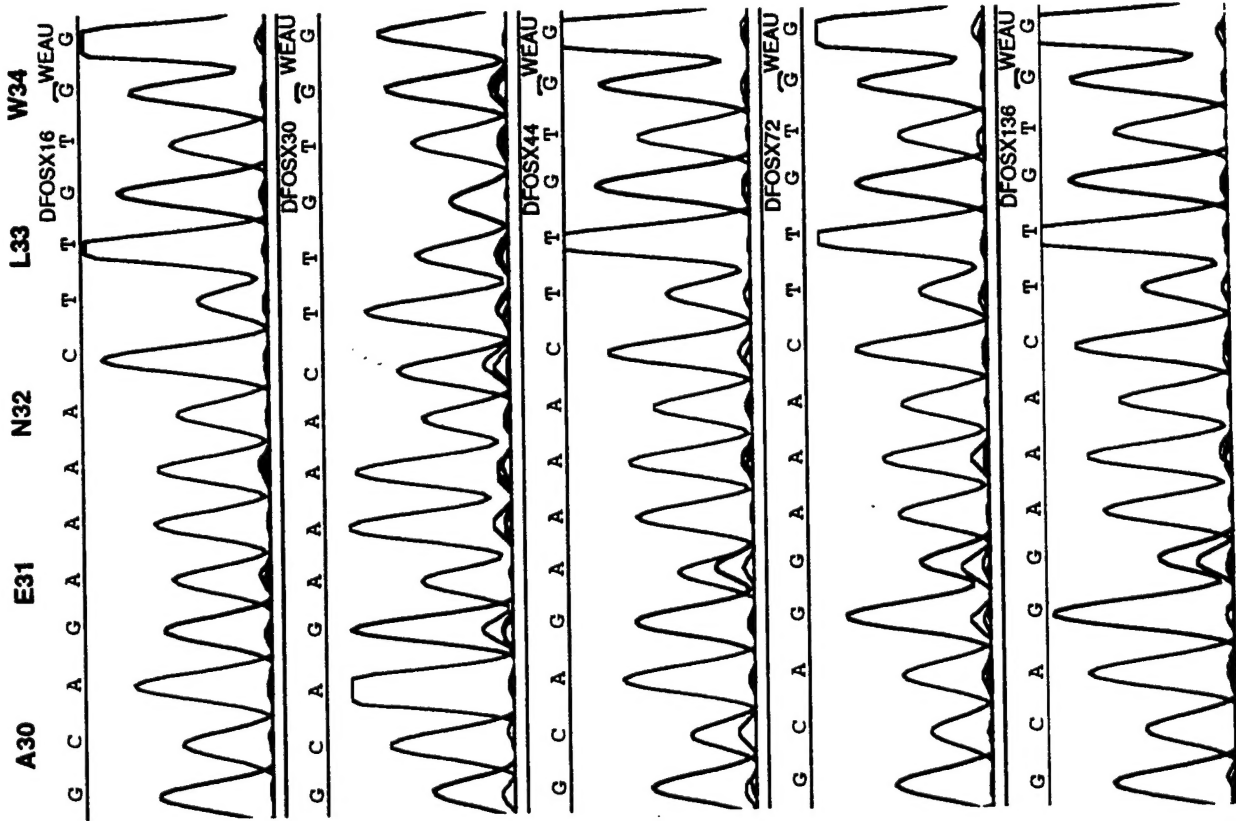 A30 E31 N32 L33 W34
DFOSX16 WEAU
G C A G A A A A C T T G T G G
DFOSX30 WEAU
G C A G A A A A C T T G T G G
DFOSX44 WEAU
G C A G A A A A C T T G T G G
DFOSX72 WEAU
G C A G G A A A C T T G T G G
DFOSX136 WEAU
G C A G G A A A C T T G T G G